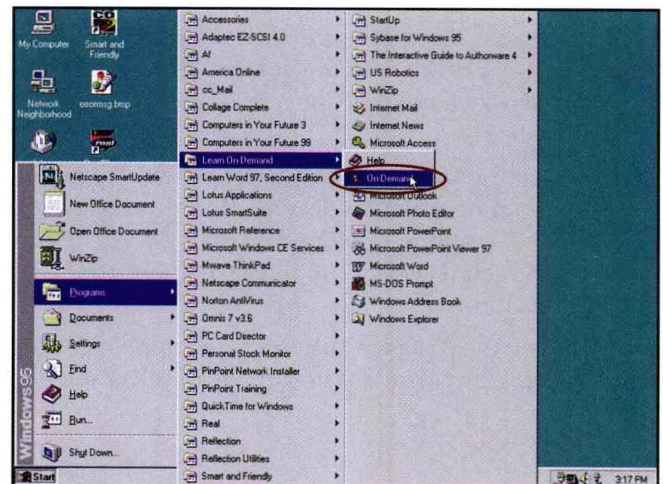 My Computer
Smart and
Friendly
Network
Neighborhood
errormsg.bmp
Netscape SmartUpdate
New Office Document
Open Office Document
WinZip
Programs
Documents
Settings
Find
Help
Run...
Shut Down...
Windows95
Start
Accessories
Adaptec EZ-SCSI 4.0
Af
America Online
cc_Mail
Collage Complete
Computers in Your Future 3
Computers in Your Future 99
Learn On-Demand
Learn Word 97, Second Edition
Lotus Applications
Lotus SmartSuite
Microsoft Reference
Microsoft Windows CE Services
Mwave ThinkPad
Netscape Communicator
Norton AntiVirus
Omnis 7 v3.6
PC Card Director
Personal Stock Monitor
PinPoint Network Installer
PinPoint Training
QuickTime for Windows
Real
Reflection
Reflection Utilities
Smart and Friendly
StartUp
Sybase for Windows 95
The Interactive Guide to Authorware 4
US Robotics
WinZip
Internet Mail
Internet News
Microsoft Access
Help
On-Demand
Microsoft Outlook
Microsoft Photo Editor
Microsoft PowerPoint
Microsoft PowerPoint Viewer 97
Microsoft Word
MS-DOS Prompt
Windows Address Book
Windows Explorer
3:17 PM